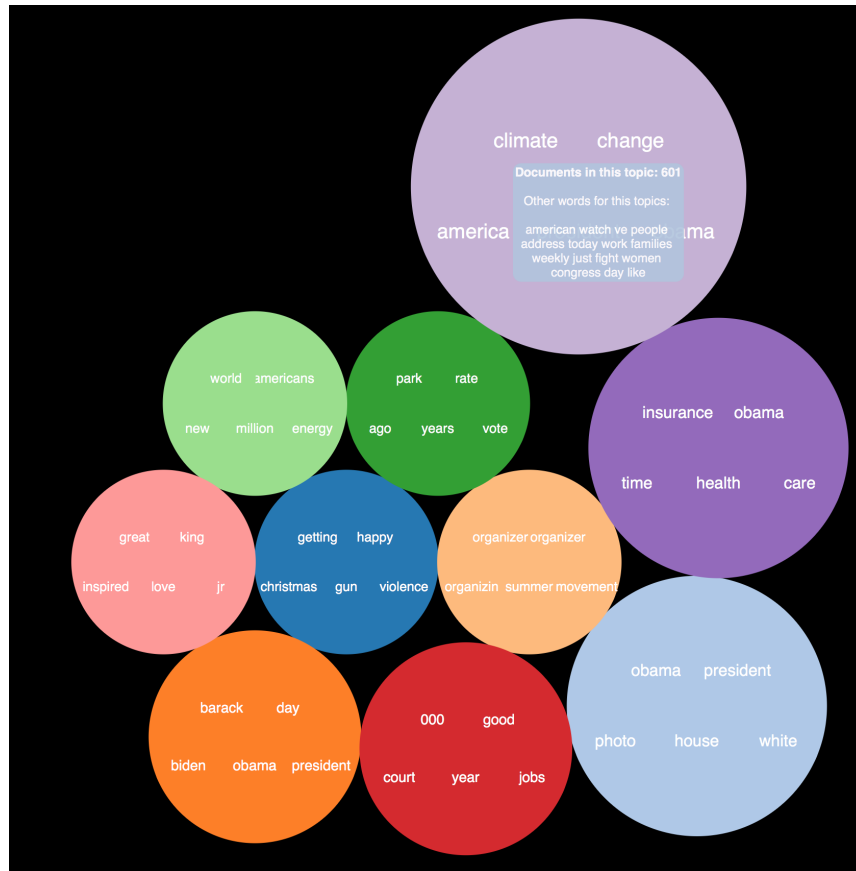 climate change
Documents in this topic: 601
Other words for this topics:
american watch ve people
address today work families
weekly just fight women
congress day like
america ama
world americans
new million energy
park rate
ago years vote
insurance obama
time health care
great king
inspired love jr
getting happy
christmas gun violence
organizer organizer
organizin summer movement
barack day
biden obama president
000 good
court year jobs
obama president
photo house white